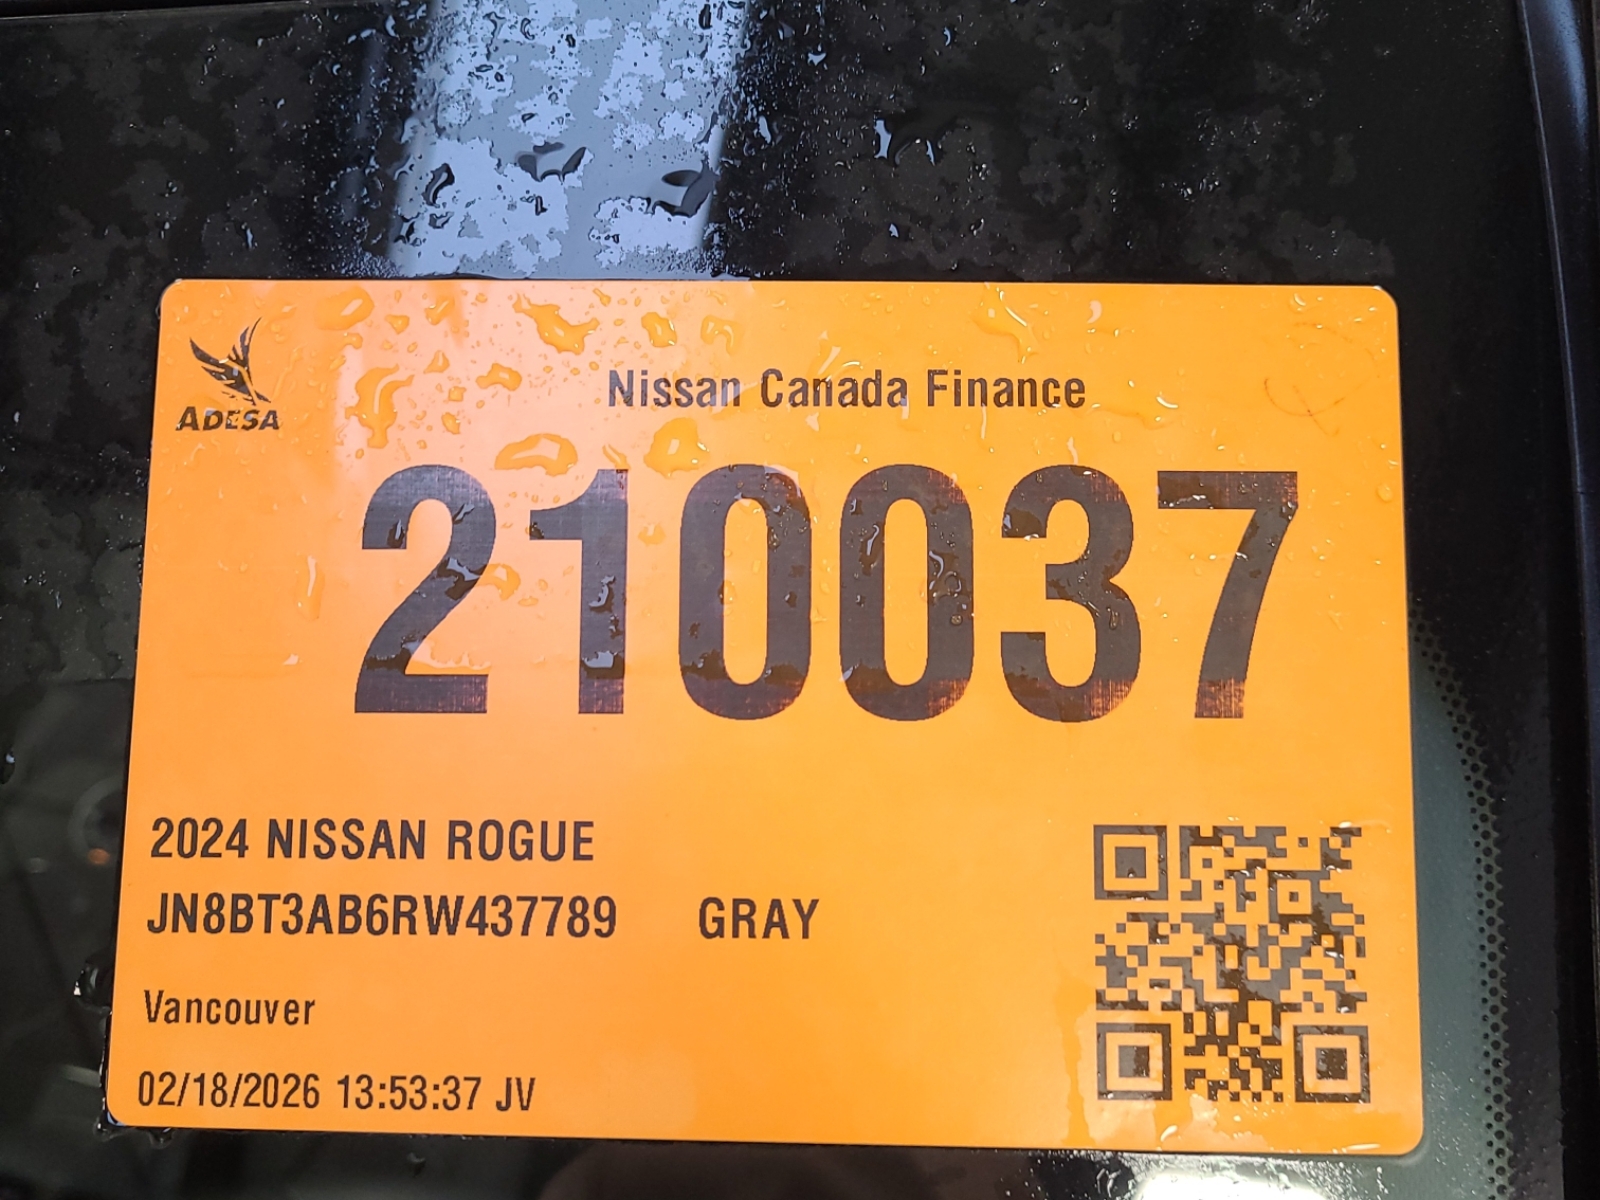 ADESA
Nissan Canada Finance
210037
2024 NISSAN ROGUE
JN8BT3AB6RW437789 GRAY
Vancouver
02/18/2026 13:53:37 JV